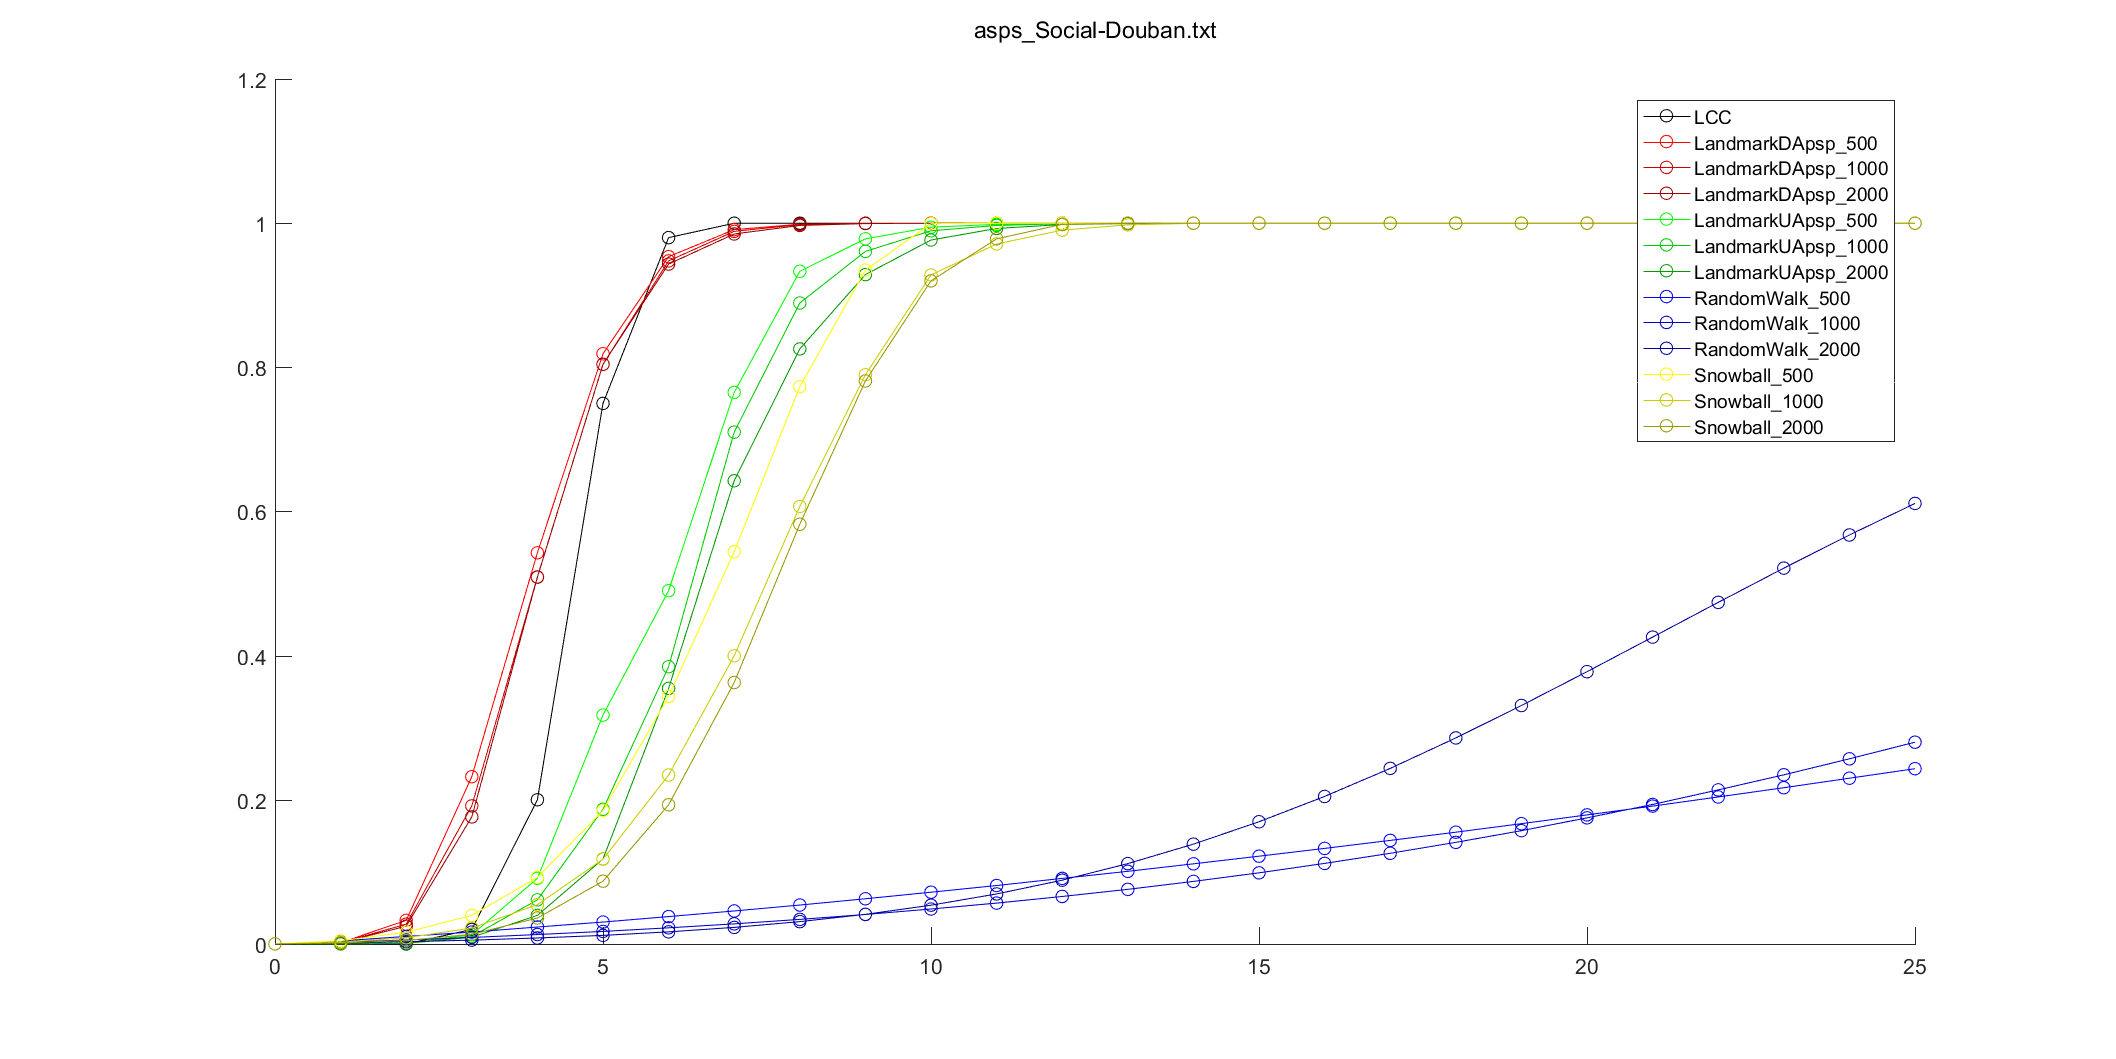 asps_Social-Douban.txt
1.2
1
0.8
0.6
0.4
0.2
0
0 5 10 15 20 25
LCC
LandmarkDApsp_500
LandmarkDApsp_1000
LandmarkDApsp_2000
LandmarkUApsp_500
LandmarkUApsp_1000
LandmarkUApsp_2000
RandomWalk_500
RandomWalk_1000
RandomWalk_2000
Snowball_500
Snowball_1000
Snowball_2000